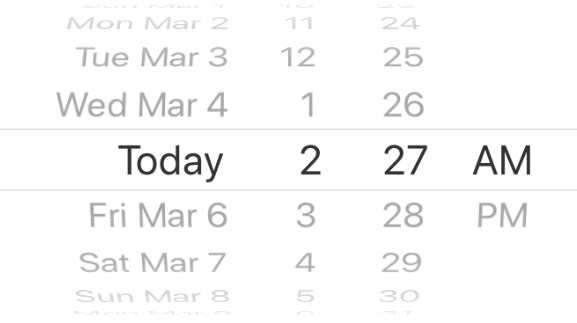 Mon Mar 2 11 24
Tue Mar 3 12 25
Wed Mar 4 1 26
Today 2 27 AM
Fri Mar 6 3 28 PM
Sat Mar 7 4 29
Sun Mar 8 5 30